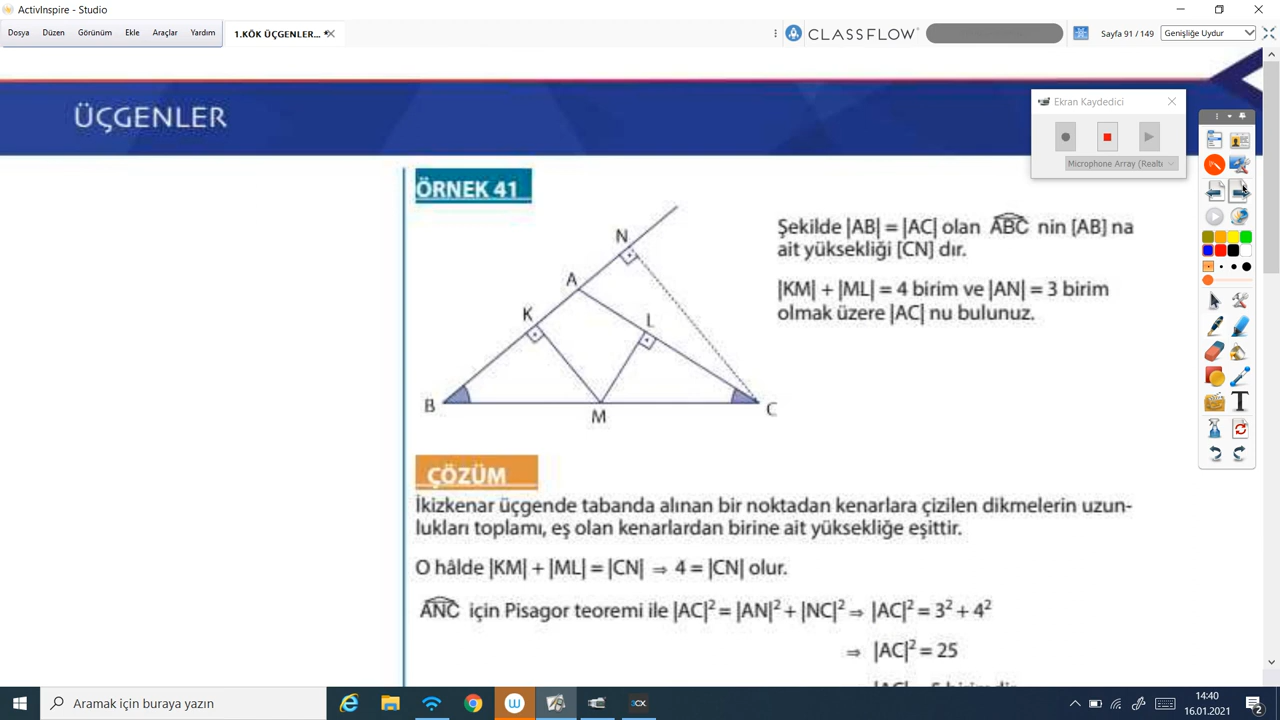 ActivInspire - Studio
Dosya Düzen Görünüm Ekle Araçlar Yardım
1.KÖK ÜÇGENLER...
CLASSFLOW
Sayfa 91 / 149
Genişliğe Uydur
ÜÇGENLER
Ekran Kaydedici
Microphone Array (Realt
ÖRNEK 41
N
A
K
L
B
M
C
Şekilde |AB| = |AC| olan ABC nin [AB] na
ait yüksekliği [CN] dır.
|KM| + |ML| = 4 birim ve |AN| = 3 birim
olmak üzere |AC| nu bulunuz.
ÇÖZÜM
İkizkenar üçgende tabanda alınan bir noktadan kenarlara çizilen dikmelerin uzun-
lukları toplamı, eş olan kenarlardan birine ait yüksekliğe eşittir.
O hâlde |KM| + |ML| = |CN| ⇒ 4 = |CN| olur.
ANC için Pisagor teoremi ile |AC|² = |AN|² + |NC|² ⇒ |AC|² = 3² + 4²
⇒ |AC|² = 25
Aramak için buraya yazın
14:40
16.01.2021
2